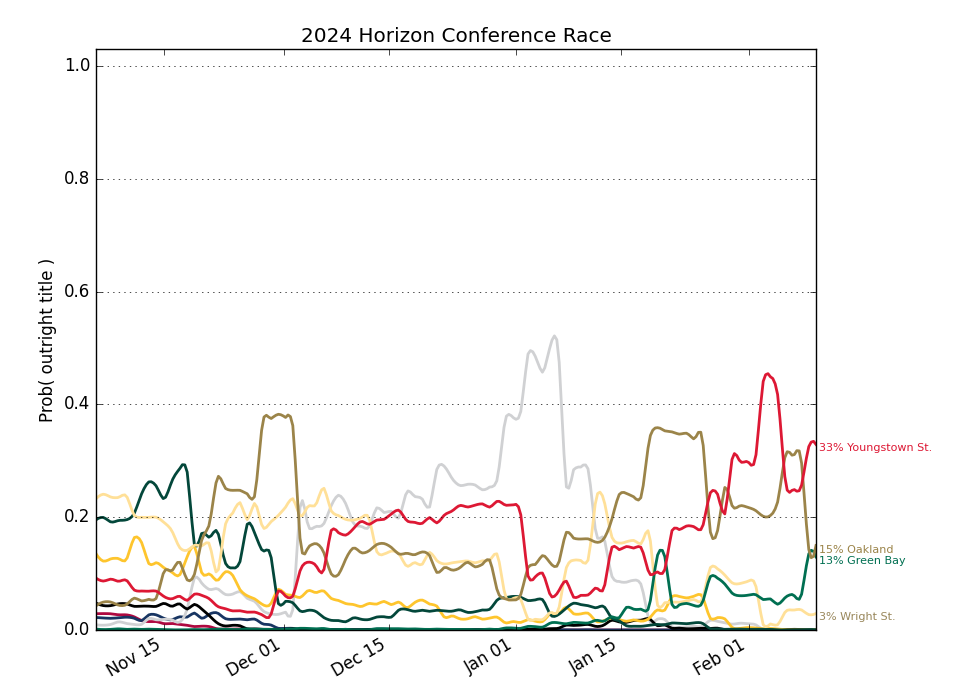 2024 Horizon Conference Race
Prob( outright title )
1.0
0.8
0.6
0.4
0.2
0.0
Nov 15
Dec 01
Dec 15
Jan 01
Jan 15
Feb 01
33% Youngstown St.
15% Oakland
13% Green Bay
3% Wright St.